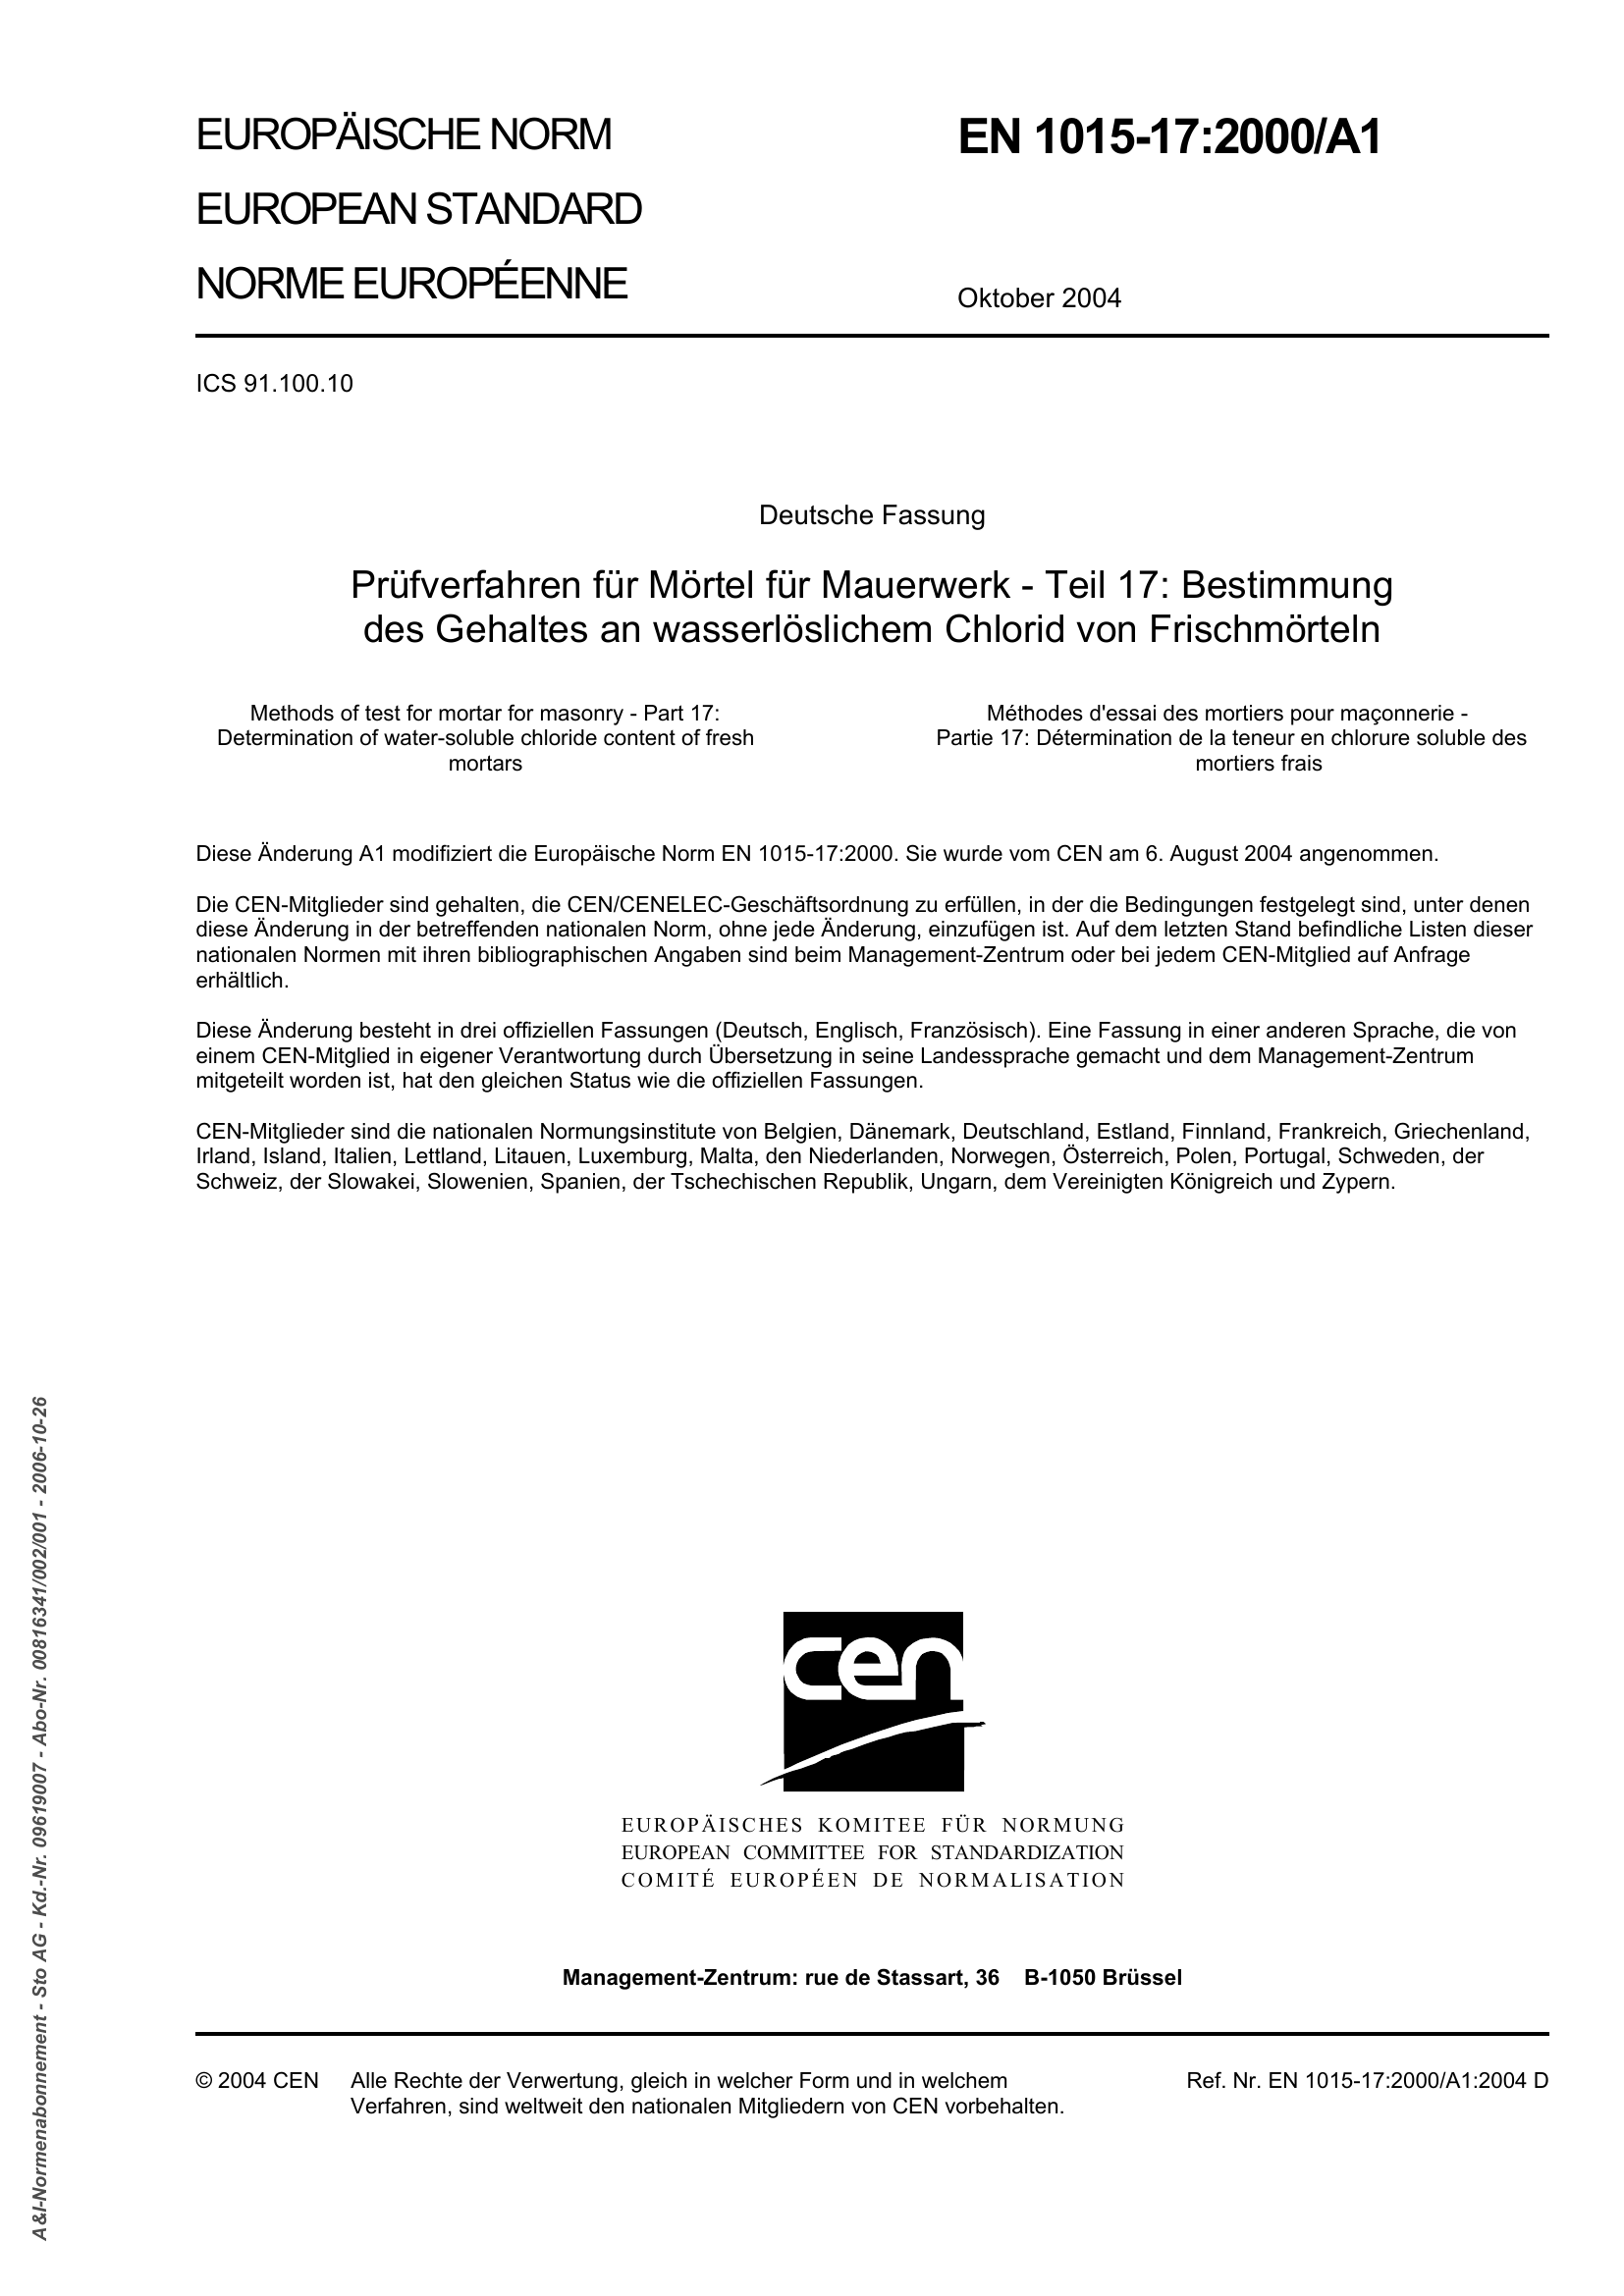 EUROPÄISCHE NORM
EUROPEAN STANDARD
NORME EUROPÉENNE
EN 1015-17:2000/A1
Oktober 2004
ICS 91.100.10
Deutsche Fassung
Prüfverfahren für Mörtel für Mauerwerk - Teil 17: Bestimmung
des Gehaltes an wasserlöslichem Chlorid von Frischmörteln
Methods of test for mortar for masonry - Part 17:
Determination of water-soluble chloride content of fresh
mortars
Méthodes d'essai des mortiers pour maçonnerie -
Partie 17: Détermination de la teneur en chlorure soluble des
mortiers frais
Diese Änderung A1 modifiziert die Europäische Norm EN 1015-17:2000. Sie wurde vom CEN am 6. August 2004 angenommen.
Die CEN-Mitglieder sind gehalten, die CEN/CENELEC-Geschäftsordnung zu erfüllen, in der die Bedingungen festgelegt sind, unter denen
diese Änderung in der betreffenden nationalen Norm, ohne jede Änderung, einzufügen ist. Auf dem letzten Stand befindliche Listen dieser
nationalen Normen mit ihren bibliographischen Angaben sind beim Management-Zentrum oder bei jedem CEN-Mitglied auf Anfrage
erhältlich.
Diese Änderung besteht in drei offiziellen Fassungen (Deutsch, Englisch, Französisch). Eine Fassung in einer anderen Sprache, die von
einem CEN-Mitglied in eigener Verantwortung durch Übersetzung in seine Landessprache gemacht und dem Management-Zentrum
mitgeteilt worden ist, hat den gleichen Status wie die offiziellen Fassungen.
CEN-Mitglieder sind die nationalen Normungsinstitute von Belgien, Dänemark, Deutschland, Estland, Finnland, Frankreich, Griechenland,
Irland, Island, Italien, Lettland, Litauen, Luxemburg, Malta, den Niederlanden, Norwegen, Österreich, Polen, Portugal, Schweden, der
Schweiz, der Slowakei, Slowenien, Spanien, der Tschechischen Republik, Ungarn, dem Vereinigten Königreich und Zypern.
cen
EUROPÄISCHES KOMITEE FÜR NORMUNG
EUROPEAN COMMITTEE FOR STANDARDIZATION
COMITÉ EUROPÉEN DE NORMALISATION
Management-Zentrum: rue de Stassart, 36 B-1050 Brüssel
© 2004 CEN
Alle Rechte der Verwertung, gleich in welcher Form und in welchem
Verfahren, sind weltweit den nationalen Mitgliedern von CEN vorbehalten.
Ref. Nr. EN 1015-17:2000/A1:2004 D
A&I-Normenabonnement - Sto AG - Kd.-Nr. 09619007 - Abo-Nr. 00816341/002/001 - 2006-10-26